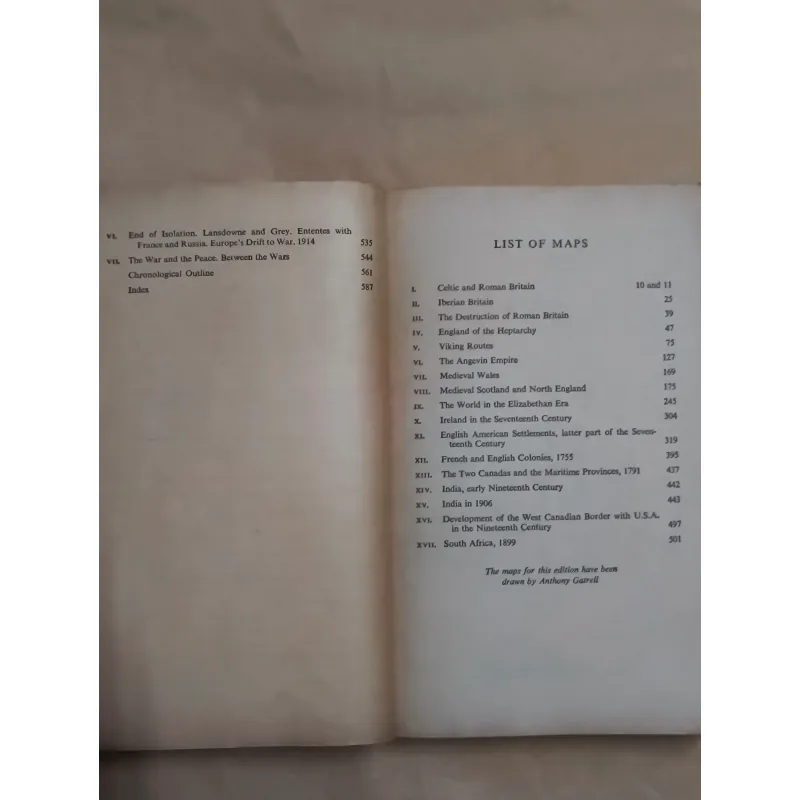 VI. End of Isolation. Lansdowne and Grey. Ententes with
France and Russia. Europe's Drift to War, 1914 535
VII. The War and the Peace. Between the Wars 544
Chronological Outline 561
Index 587
LIST OF MAPS
I. Celtic and Roman Britain 10 and 11
II. Iberian Britain 25
III. The Destruction of Roman Britain 39
IV. England of the Heptarchy 47
V. Viking Routes 75
VI. The Angevin Empire 127
VII. Medieval Wales 169
VIII. Medieval Scotland and North England 175
IX. The World in the Elizabethan Era 245
X. Ireland in the Seventeenth Century 304
XI. English American Settlements, latter part of the Seven-
teenth Century 319
XII. French and English Colonies, 1755 395
XIII. The Two Canadas and the Maritime Provinces, 1791 437
XIV. India, early Nineteenth Century 442
XV. India in 1906 443
XVI. Development of the West Canadian Border with U.S.A.
in the Nineteenth Century 497
XVII. South Africa, 1899 501
The maps for this edition have been
drawn by Anthony Gatrell